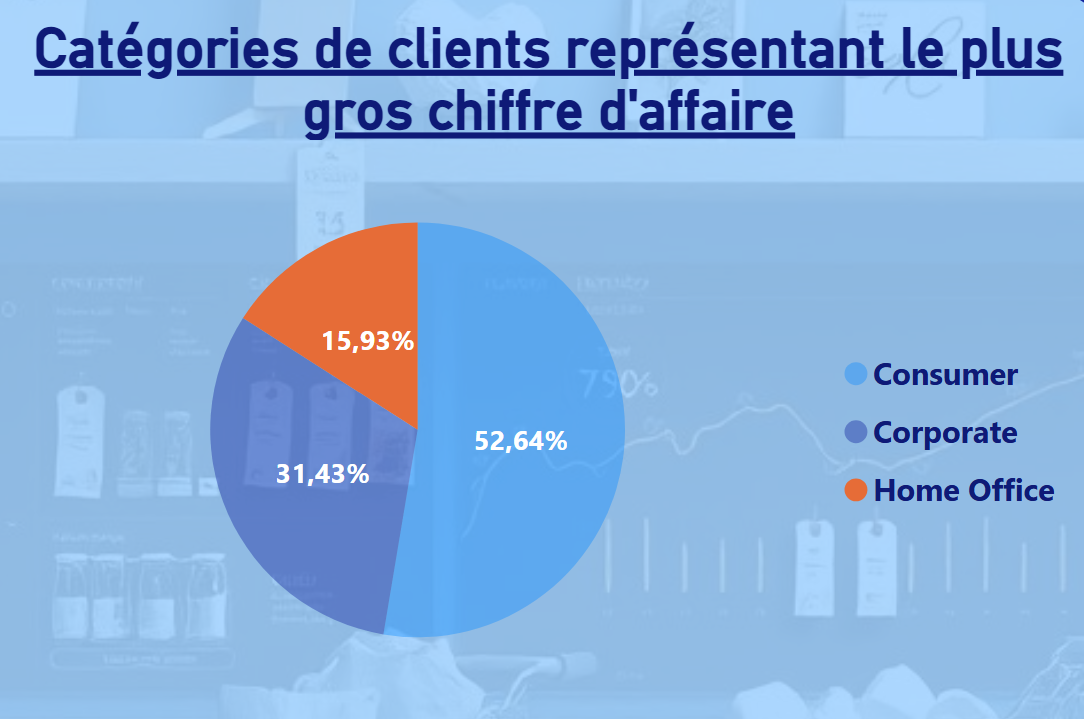 Catégories de clients représentant le plus
gros chiffre d'affaire
15,93%
52,64%
31,43%
Consumer
Corporate
Home Office